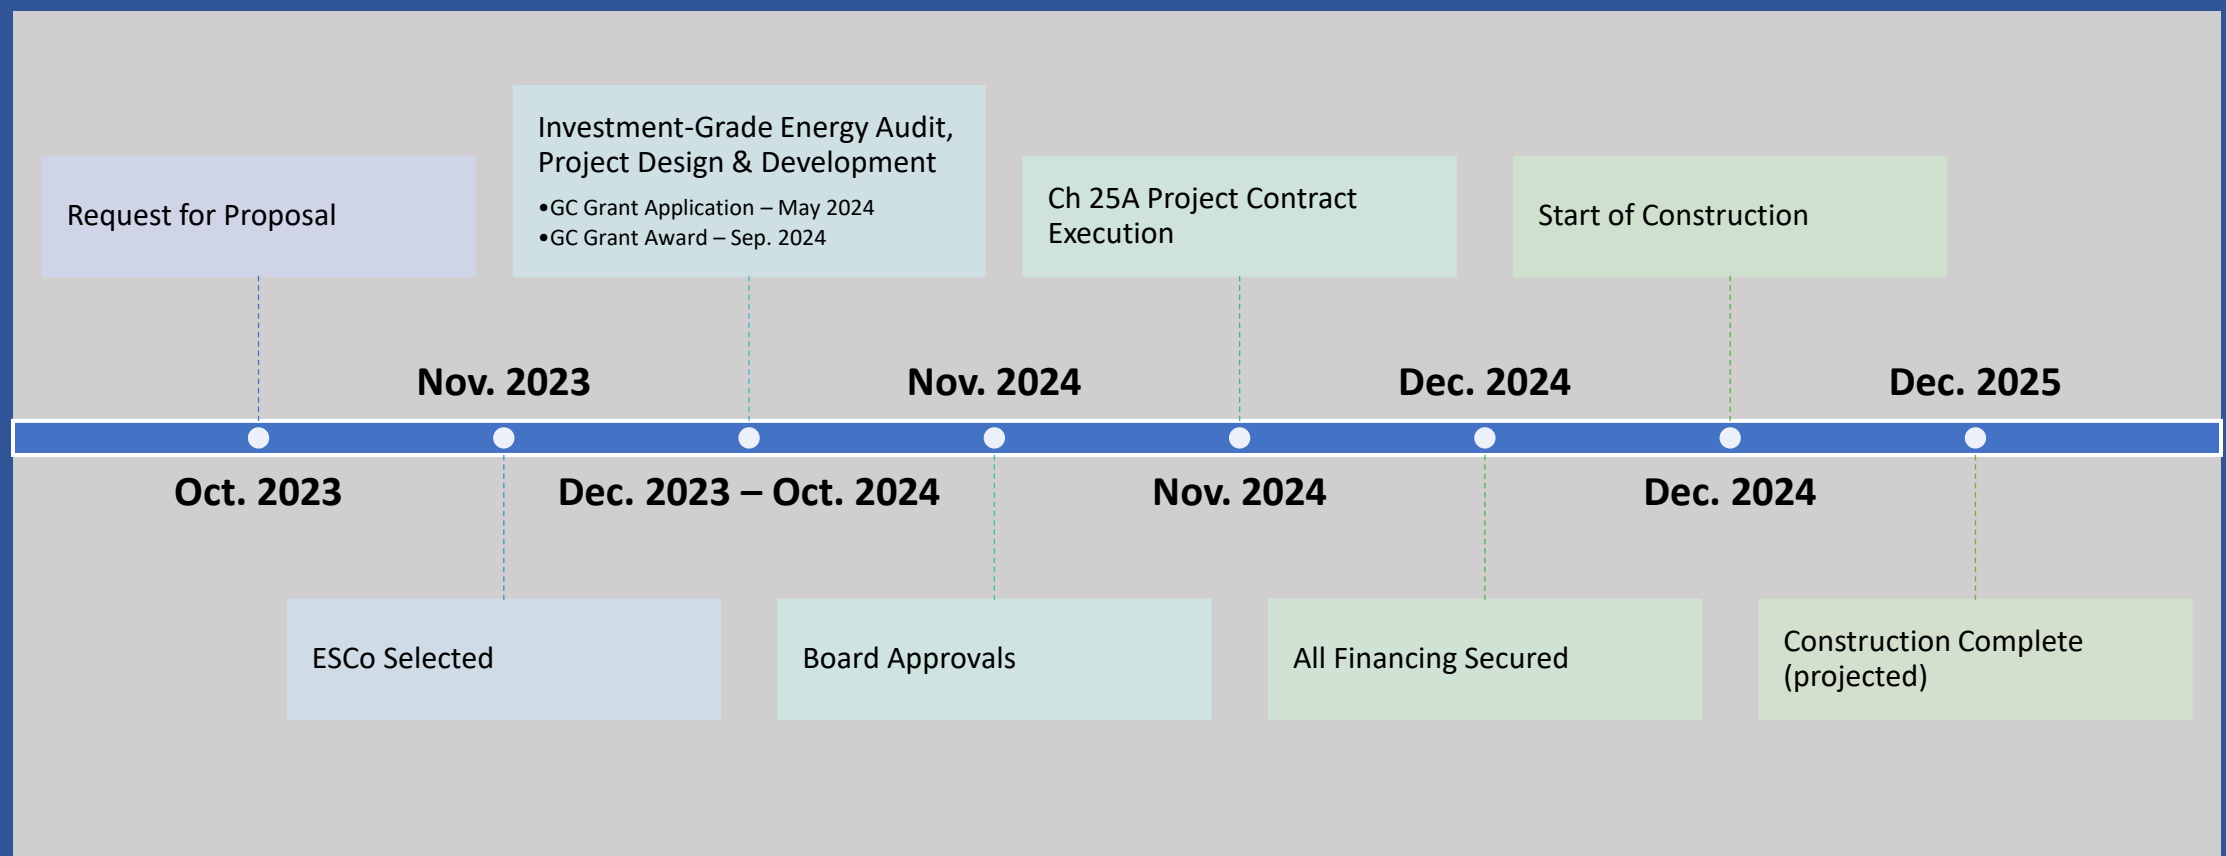 Investment-Grade Energy Audit,
Project Design & Development
•GC Grant Application – May 2024
•GC Grant Award – Sep. 2024
Request for Proposal
Ch 25A Project Contract
Execution
Start of Construction
Nov. 2023
Nov. 2024
Dec. 2024
Dec. 2025
Oct. 2023
Dec. 2023 – Oct. 2024
Nov. 2024
Dec. 2024
ESCo Selected
Board Approvals
All Financing Secured
Construction Complete
(projected)